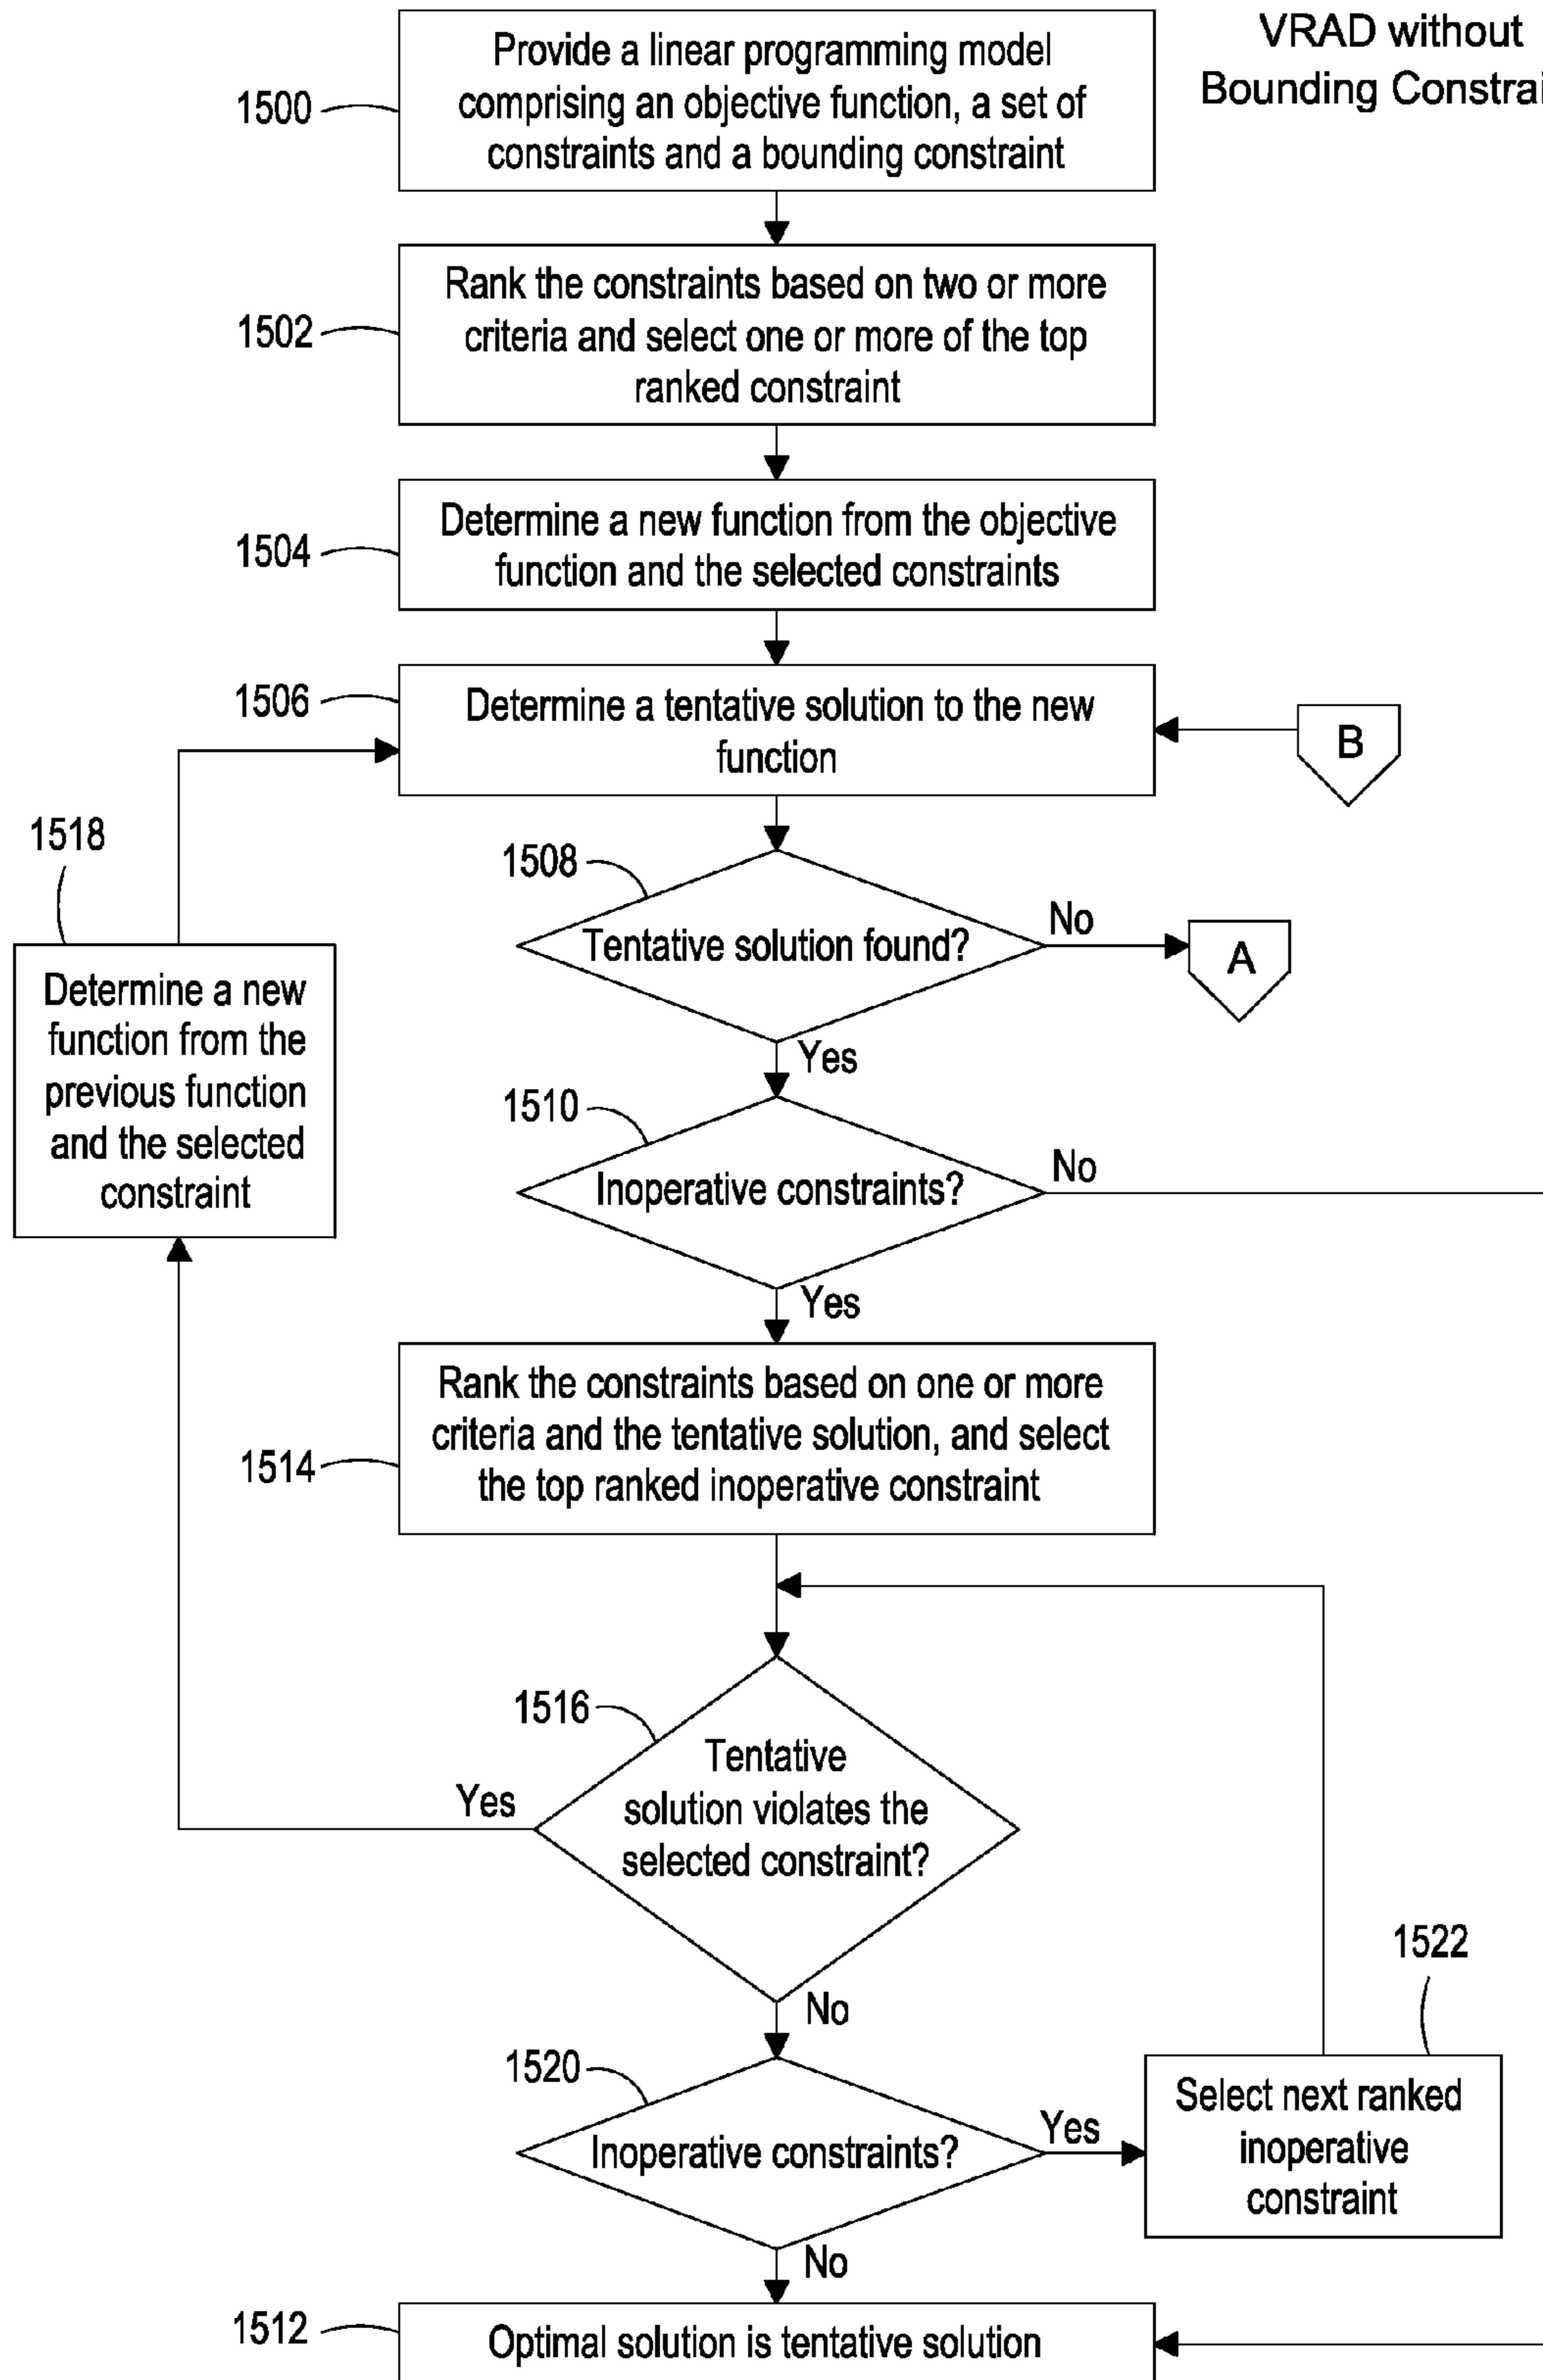 VRAD without
Bounding
1500
Provide a linear programming model
comprising an objective function, a set of
constraints and a bounding constraint
1502
Rank the constraints based on two or more
criteria and select one or more of the top
ranked constraint
1504
Determine a new function from the objective
function and the selected constraints
1506
Determine a tentative solution to the new
function
B
1518
Determine a new
function from the
previous function
and the selected
constraint
1508
Tentative solution found?
No
A
Yes
1510
Inoperative constraints?
No
Yes
1514
Rank the constraints based on one or more
criteria and the tentative solution, and select
the top ranked inoperative constraint
1516
Tentative
solution violates the
selected constraint?
Yes
No
1520
Inoperative constraints?
Yes
1522
Select next ranked
inoperative
constraint
No
1512
Optimal solution is tentative solution